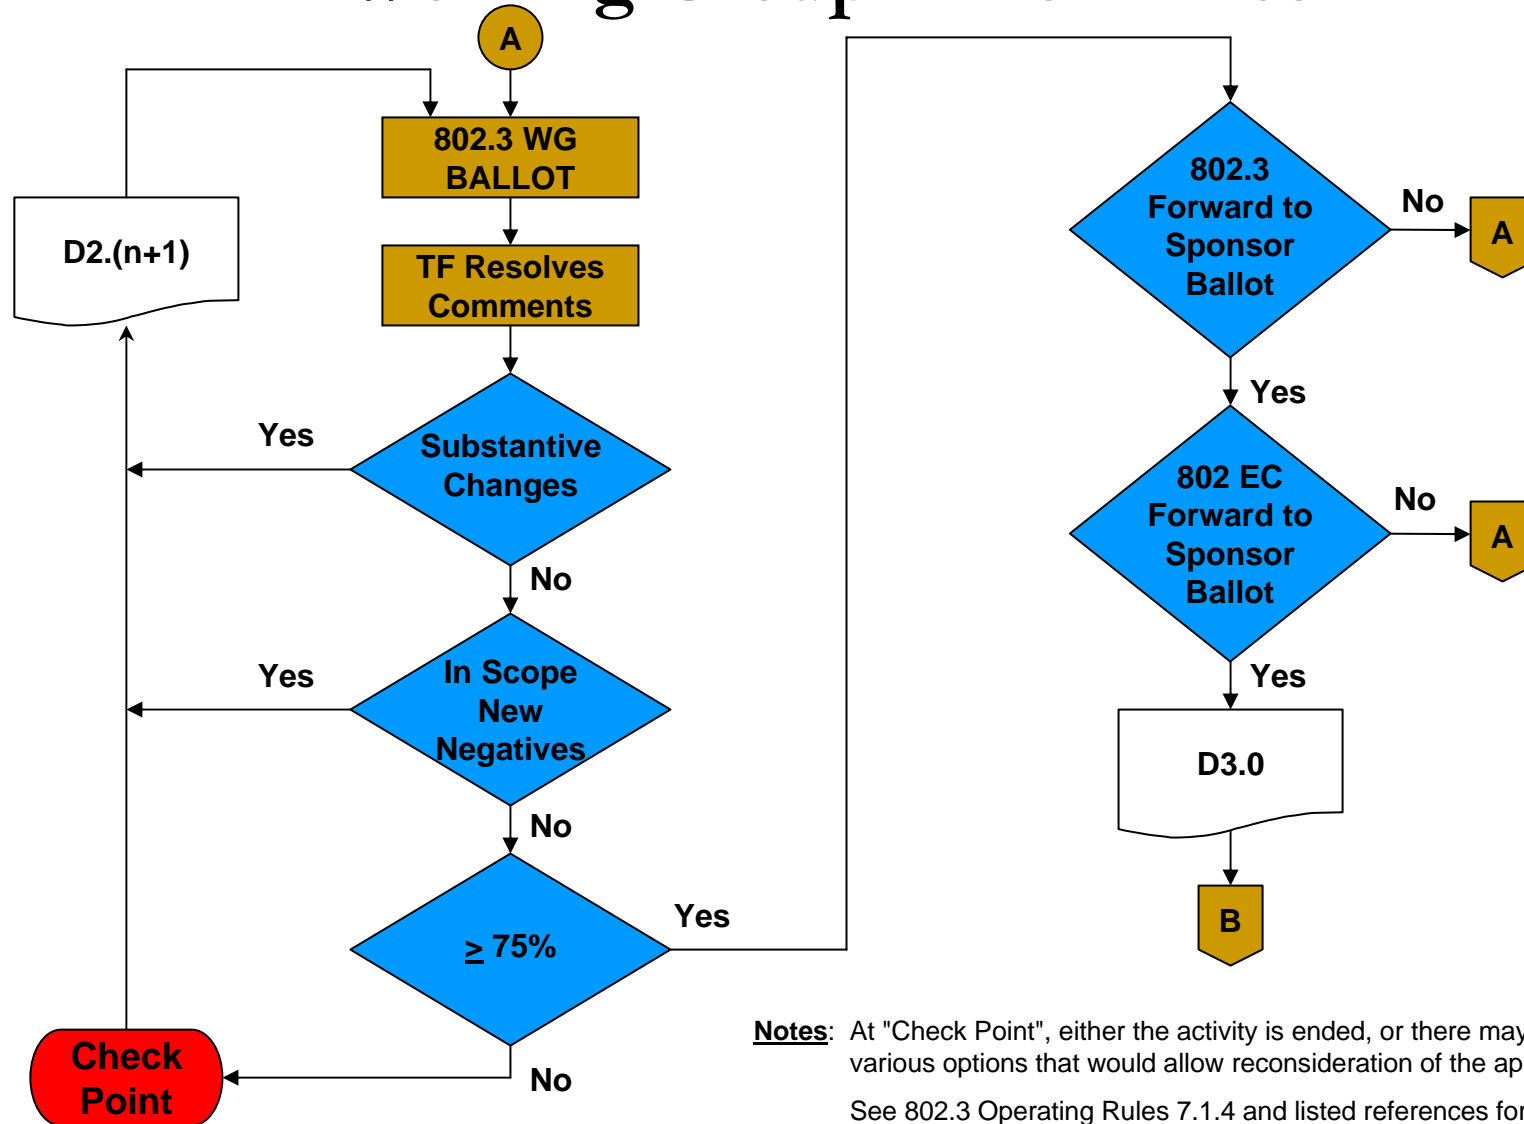 A
802.3 WG
BALLOT
D2.(n+1)
TF Resolves
Comments
Yes
Substantive
Changes
No
Yes
In Scope
New
Negatives
No
≥ 75%
Yes
No
Check
Point
802.3
Forward to
Sponsor
Ballot
No
A
Yes
802 EC
Forward to
Sponsor
Ballot
No
A
Yes
D3.0
B
Notes: At "Check Point", either the activity is ended, or there may
various options that would allow reconsideration of the
See 802.3 Operating Rules 7.1.4 and listed references for